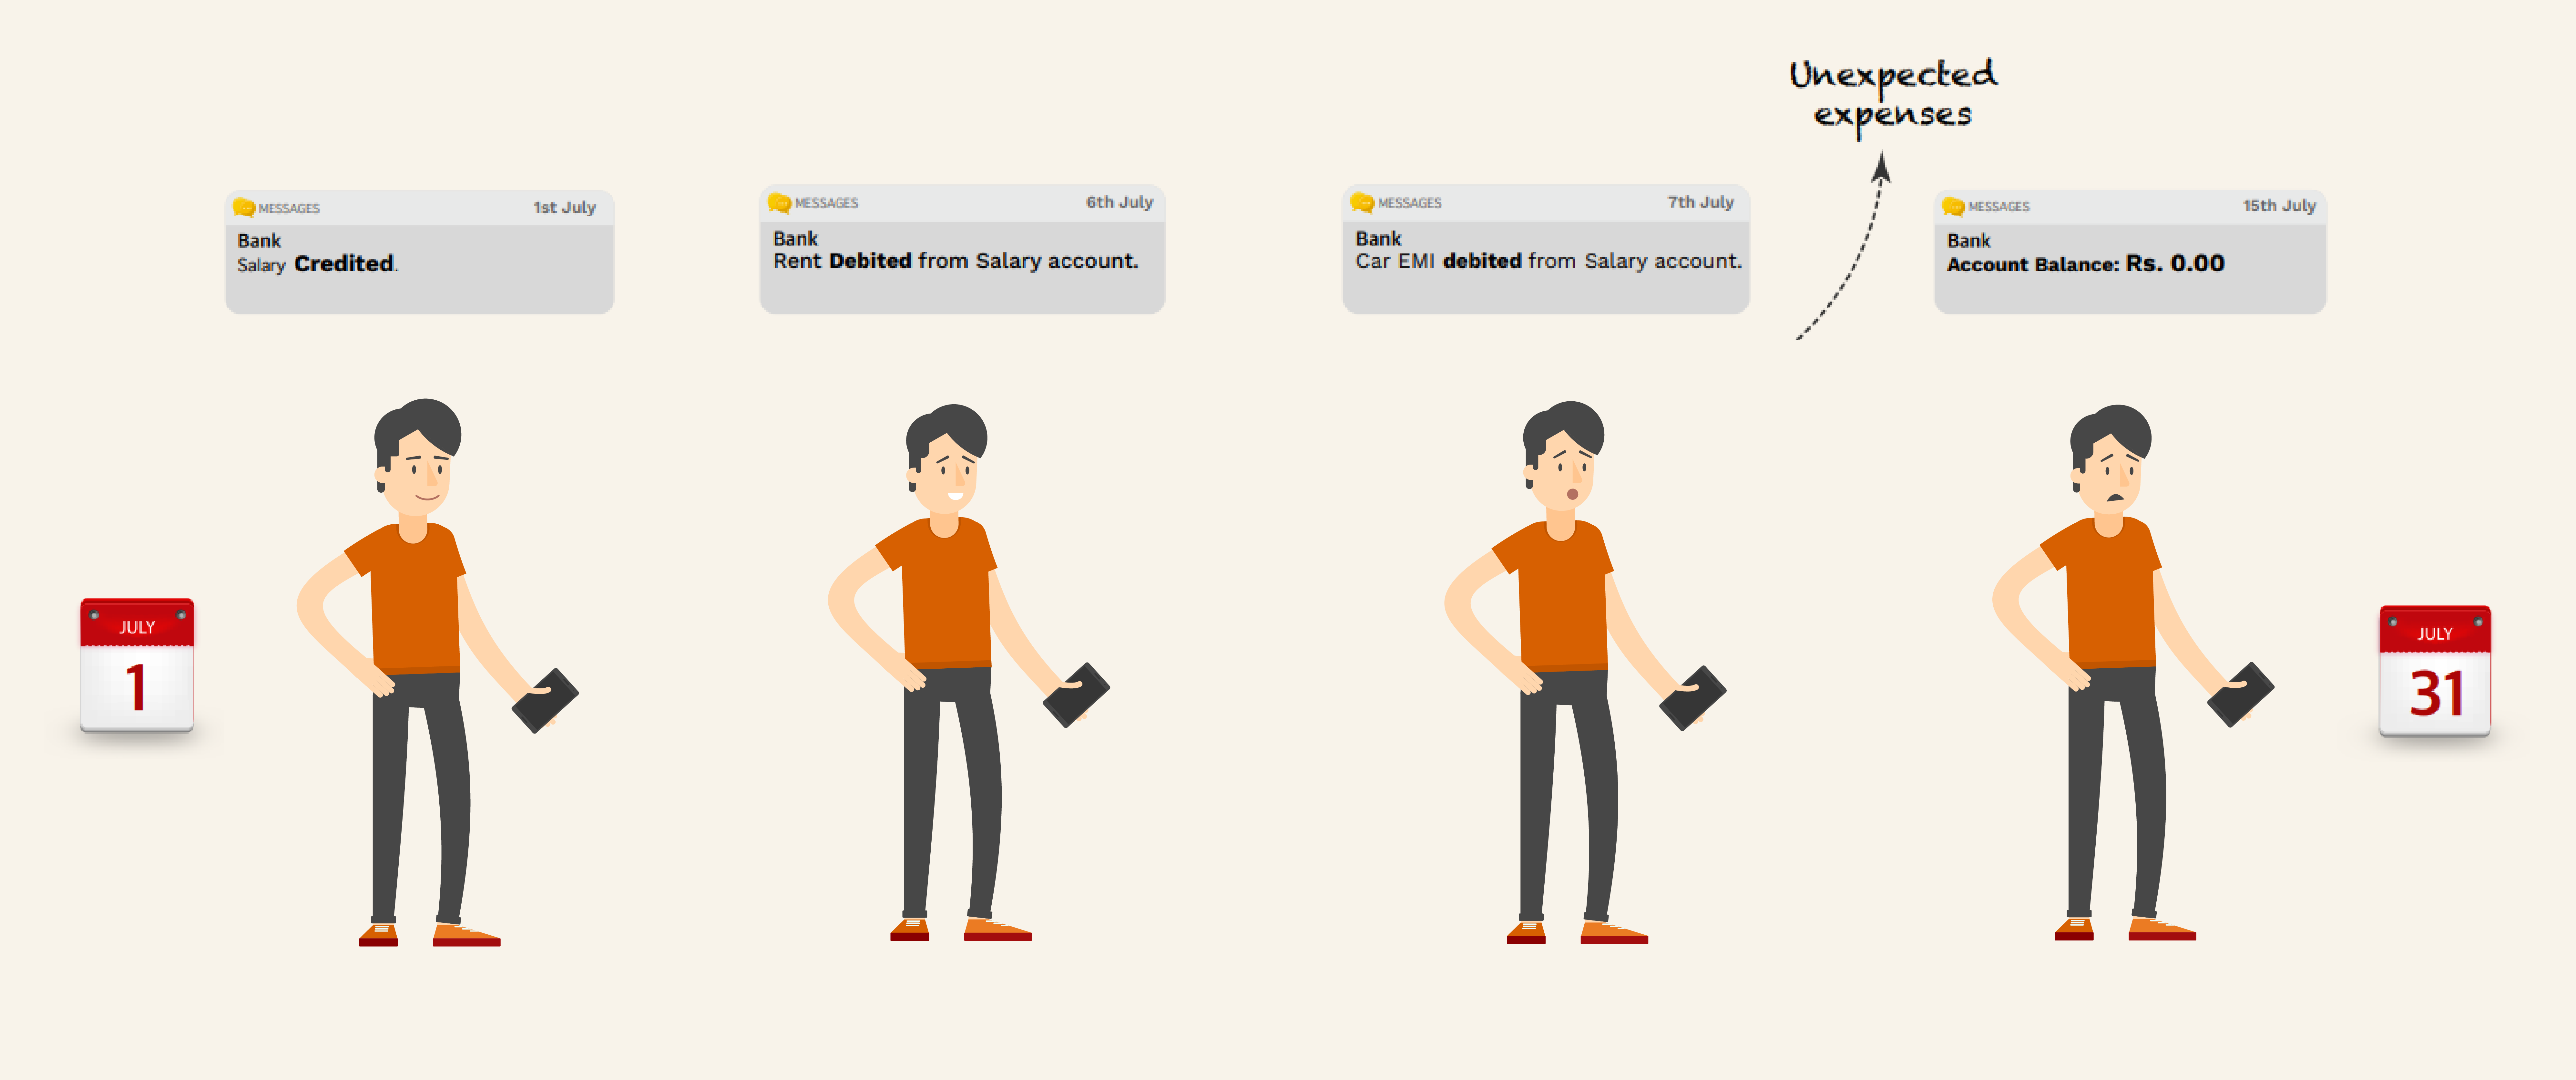 Unexpected
expenses
MESSAGES 1st July
Bank
Salary Credited.
MESSAGES 6th July
Bank
Rent Debited from Salary account.
MESSAGES 7th July
Bank
Car EMI debited from Salary account.
MESSAGES 15th July
Bank
Account Balance: Rs. 0.00
JULY
1
JULY
31